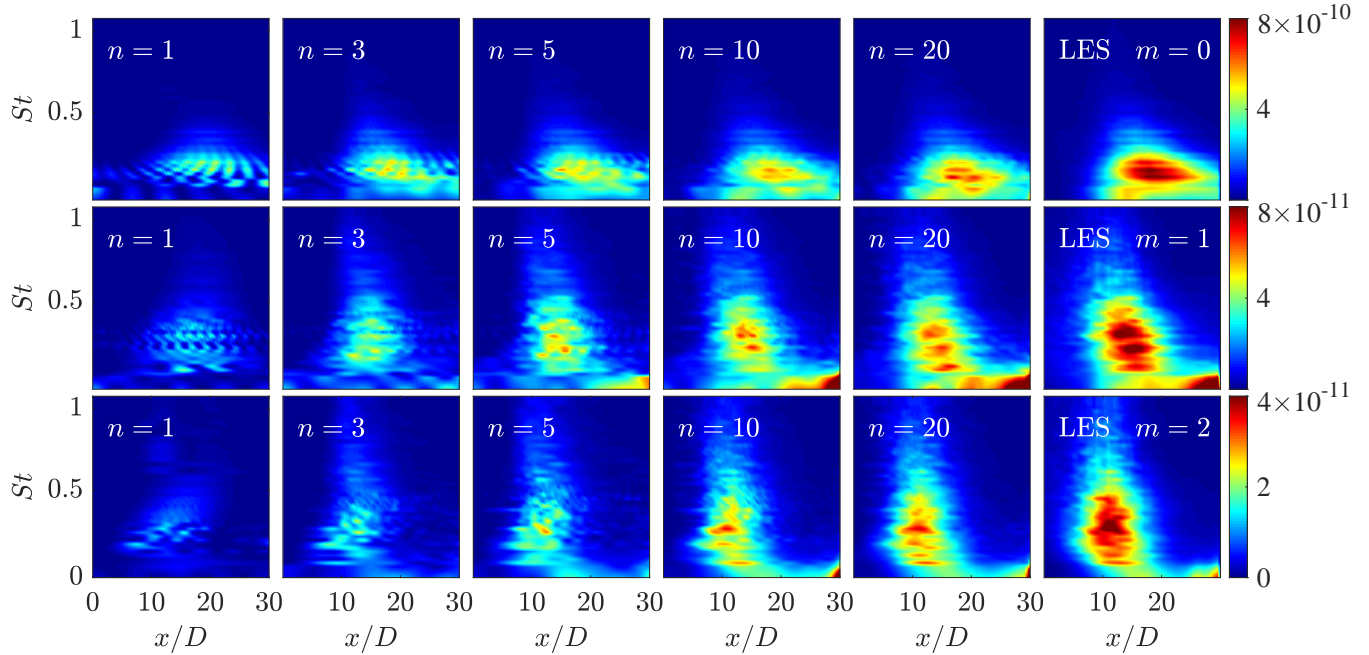 1 n = 1 n = 3 n = 5 n = 10 n = 20 LES m = 0 8×10⁻¹⁰
St 0.5 4
0
1 n = 1 n = 3 n = 5 n = 10 n = 20 LES m = 1 8×10⁻¹¹
St 0.5 4
1 n = 1 n = 3 n = 5 n = 10 n = 20 LES m = 2 4×10⁻¹¹
St 0.5 2
0 0
0 10 20 30 10 20 30 10 20 30 10 20 30 10 20 30 10 20 30
x/D x/D x/D x/D x/D x/D